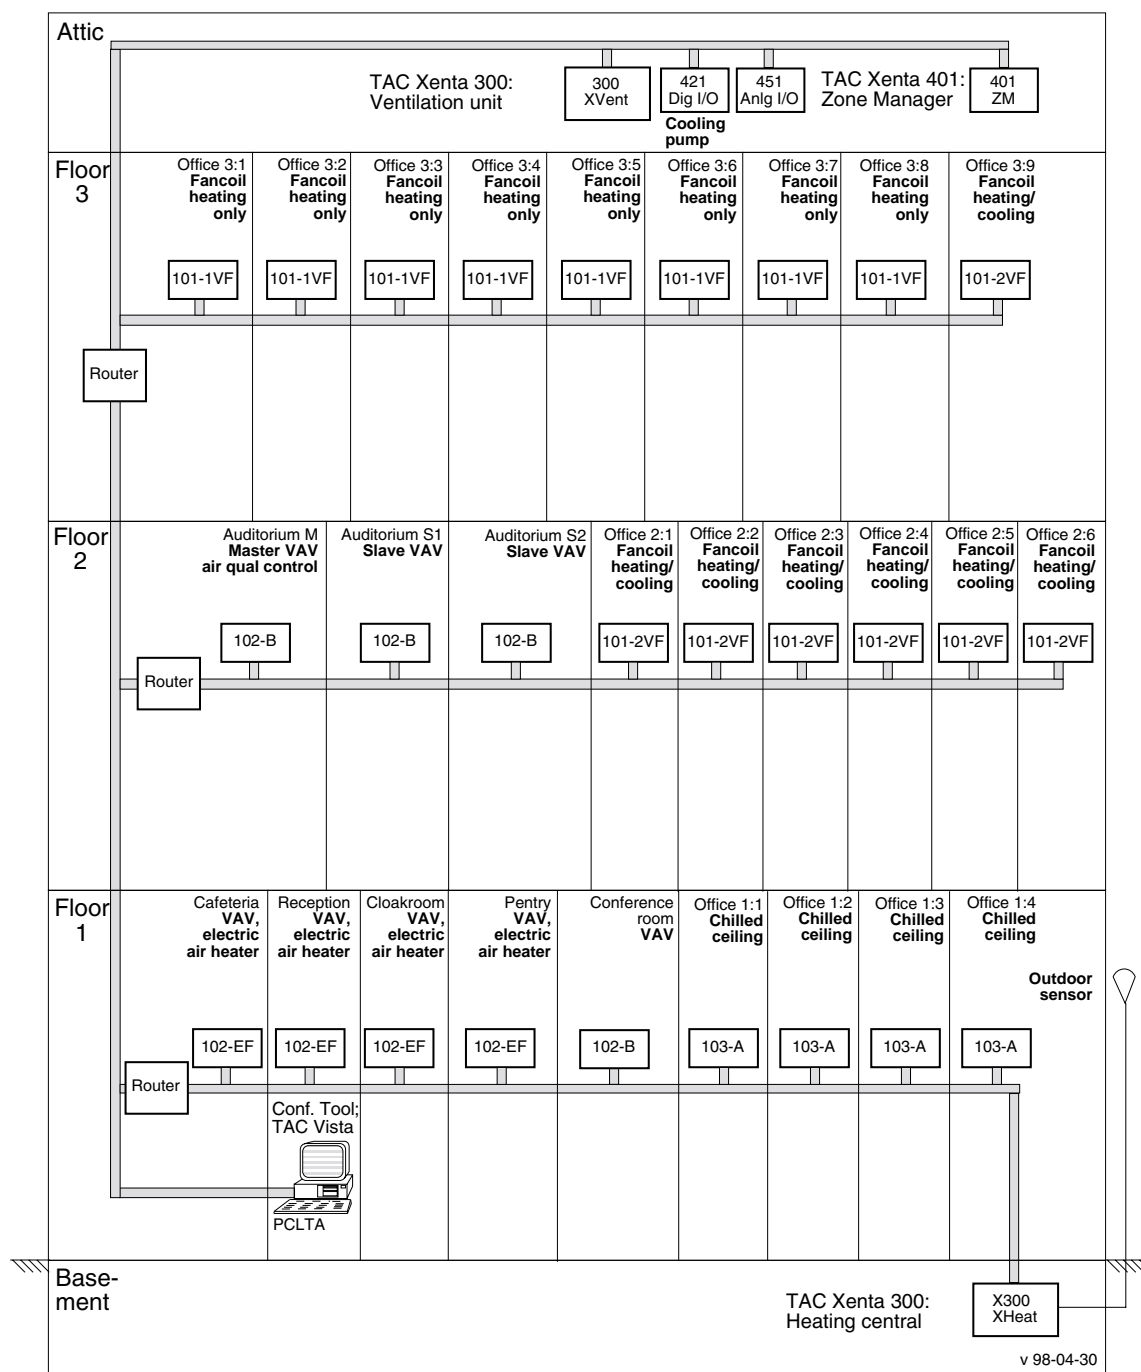 Attic
TAC Xenta 300:
Ventilation unit
300
XVent
421
Dig I/O
Cooling
pump
451
Anlg I/O
TAC Xenta 401:
Zone Manager
401
ZM
Floor
3
Office 3:1
Fancoil
heating
only
Office 3:2
Fancoil
heating
only
Office 3:3
Fancoil
heating
only
Office 3:4
Fancoil
heating
only
Office 3:5
Fancoil
heating only
Office 3:6
Fancoil
heating
only
Office 3:7
Fancoil
heating
only
Office 3:8
Fancoil
heating
only
Office 3:9
Fancoil
heating/
cooling
101-1VF
101-1VF
101-1VF
101-1VF
101-1VF
101-1VF
101-1VF
101-1VF
101-2VF
Router
Floor
2
Auditorium M
Master VAV
air qual control
Auditorium S1
Slave VAV
Auditorium S2
Slave VAV
Office 2:1
Fancoil
heating/
cooling
Office 2:2
Fancoil
heating/
cooling
Office 2:3
Fancoil
heating/
cooling
Office 2:4
Fancoil
heating/
cooling
Office 2:5
Fancoil
heating/
cooling
Office 2:6
Fancoil
heating/
cooling
102-B
102-B
102-B
101-2VF
101-2VF
101-2VF
101-2VF
101-2VF
101-2VF
Router
Floor
1
Cafeteria
VAV,
electric
air heater
Reception
VAV,
electric
air heater
Cloakroom
VAV,
electric
air heater
Pentry
VAV,
electric
air heater
Conference
room
VAV
Office 1:1
Chilled
ceiling
Office 1:2
Chilled
ceiling
Office 1:3
Chilled
ceiling
Office 1:4
Chilled
ceiling
Outdoor
sensor
102-EF
102-EF
102-EF
102-EF
102-B
103-A
103-A
103-A
103-A
Router
Conf. Tool;
TAC Vista
PCLTA
Base-
ment
TAC Xenta 300:
Heating central
X300
XHeat
v 98-04-30